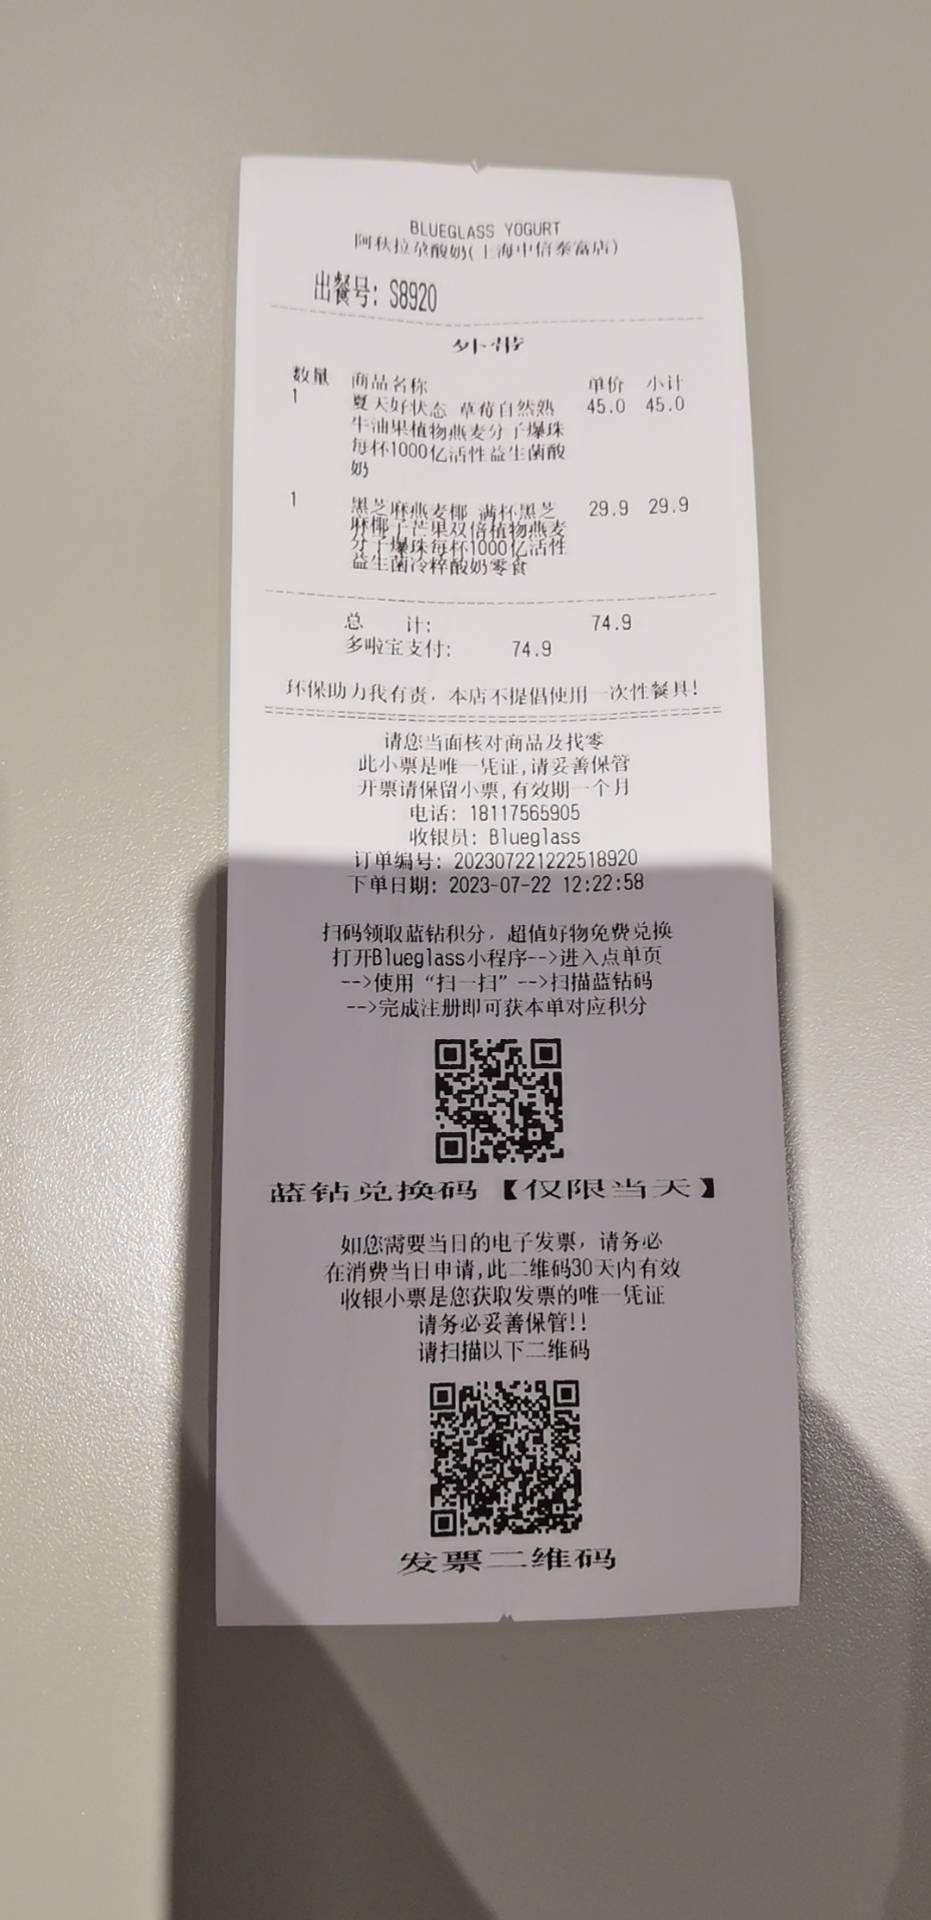 BLUEGLASS YOGURT
阿秋拉尕酸奶(上海中信泰富店)
出餐号: S8920
外带
数量 商品名称 单价 小计
1 夏天好状态 草莓自然熟 45.0 45.0
牛油果植物燕麦分子爆珠
每杯1000亿活性益生菌酸
奶
1 黑芝麻燕麦椰 满杯黑芝 29.9 29.9
麻椰子芒果双倍植物燕麦
分子爆珠每杯1000亿活性
益生菌冷粹酸奶零食
总 计: 74.9
多啦宝支付: 74.9
环保助力我有责，本店不提倡使用一次性餐具!
请您当面核对商品及找零
此小票是唯一凭证,请妥善保管
开票请保留小票,有效期一个月
电话: 18117565905
收银员: Blueglass
订单编号: 202307221222518920
下单日期: 2023-07-22 12:22:58
扫码领取蓝钻积分，超值好物免费兑换
打开Blueglass小程序-->进入点单页
-->使用“扫一扫”-->扫描蓝钻码
-->完成注册即可获本单对应积分
蓝钻兑换码【仅限当天】
如您需要当日的电子发票，请务必
在消费当日申请,此二维码30天内有效
收银小票是您获取发票的唯一凭证
请务必妥善保管!!
请扫描以下二维码
发票二维码